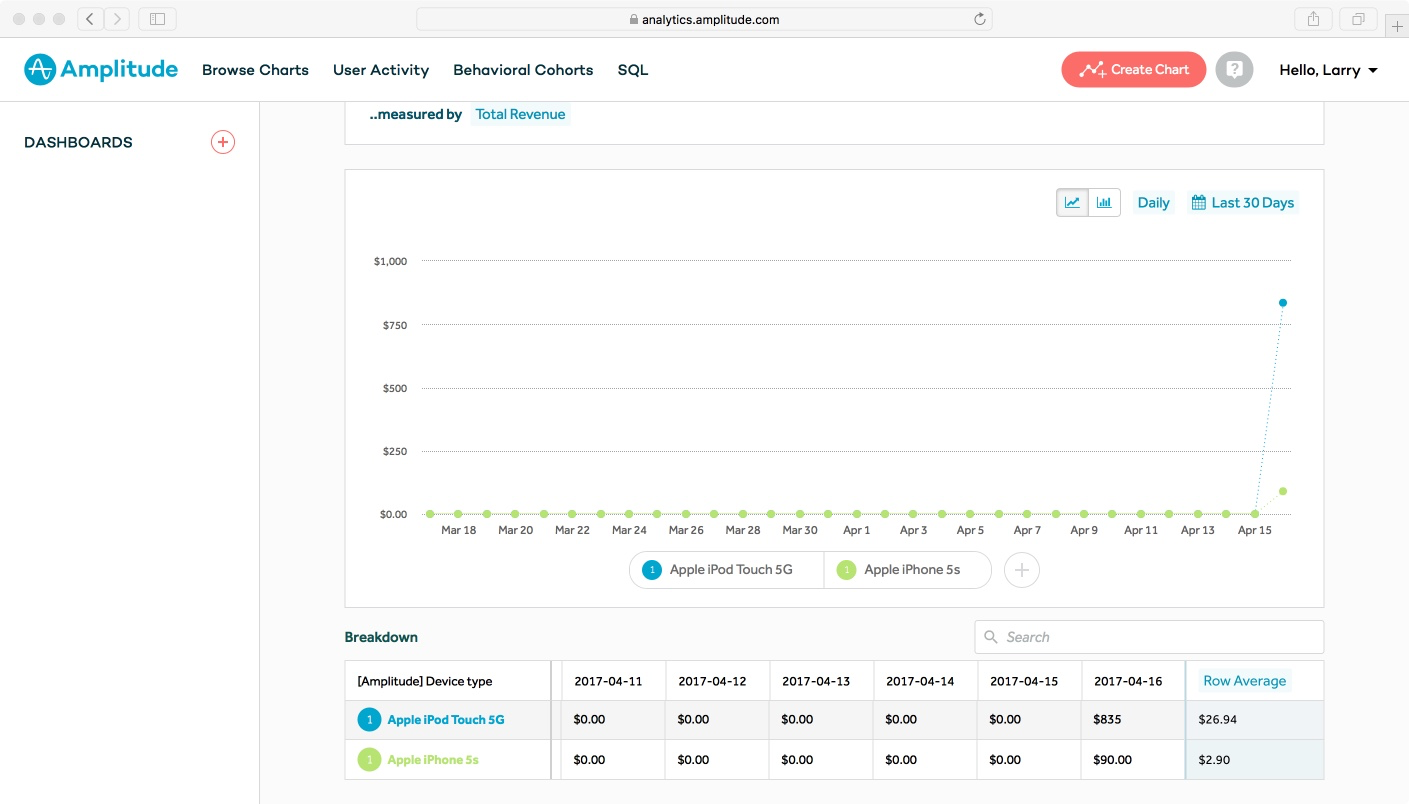 analytics.amplitude.com
Amplitude Browse Charts User Activity Behavioral Cohorts SQL Create Chart Hello, Larry
DASHBOARDS
..measured by Total Revenue
Daily Last 30 Days
$1,000
$750
$500
$250
$0.00
Mar 18 Mar 20 Mar 22 Mar 24 Mar 26 Mar 28 Mar 30 Apr 1 Apr 3 Apr 5 Apr 7 Apr 9 Apr 11 Apr 13 Apr 15
1 Apple iPod Touch 5G 1 Apple iPhone 5s
Breakdown Search
[Amplitude] Device type 2017-04-11 2017-04-12 2017-04-13 2017-04-14 2017-04-15 2017-04-16 Row Average
1 Apple iPod Touch 5G $0.00 $0.00 $0.00 $0.00 $0.00 $835 $26.94
1 Apple iPhone 5s $0.00 $0.00 $0.00 $0.00 $0.00 $90.00 $2.90